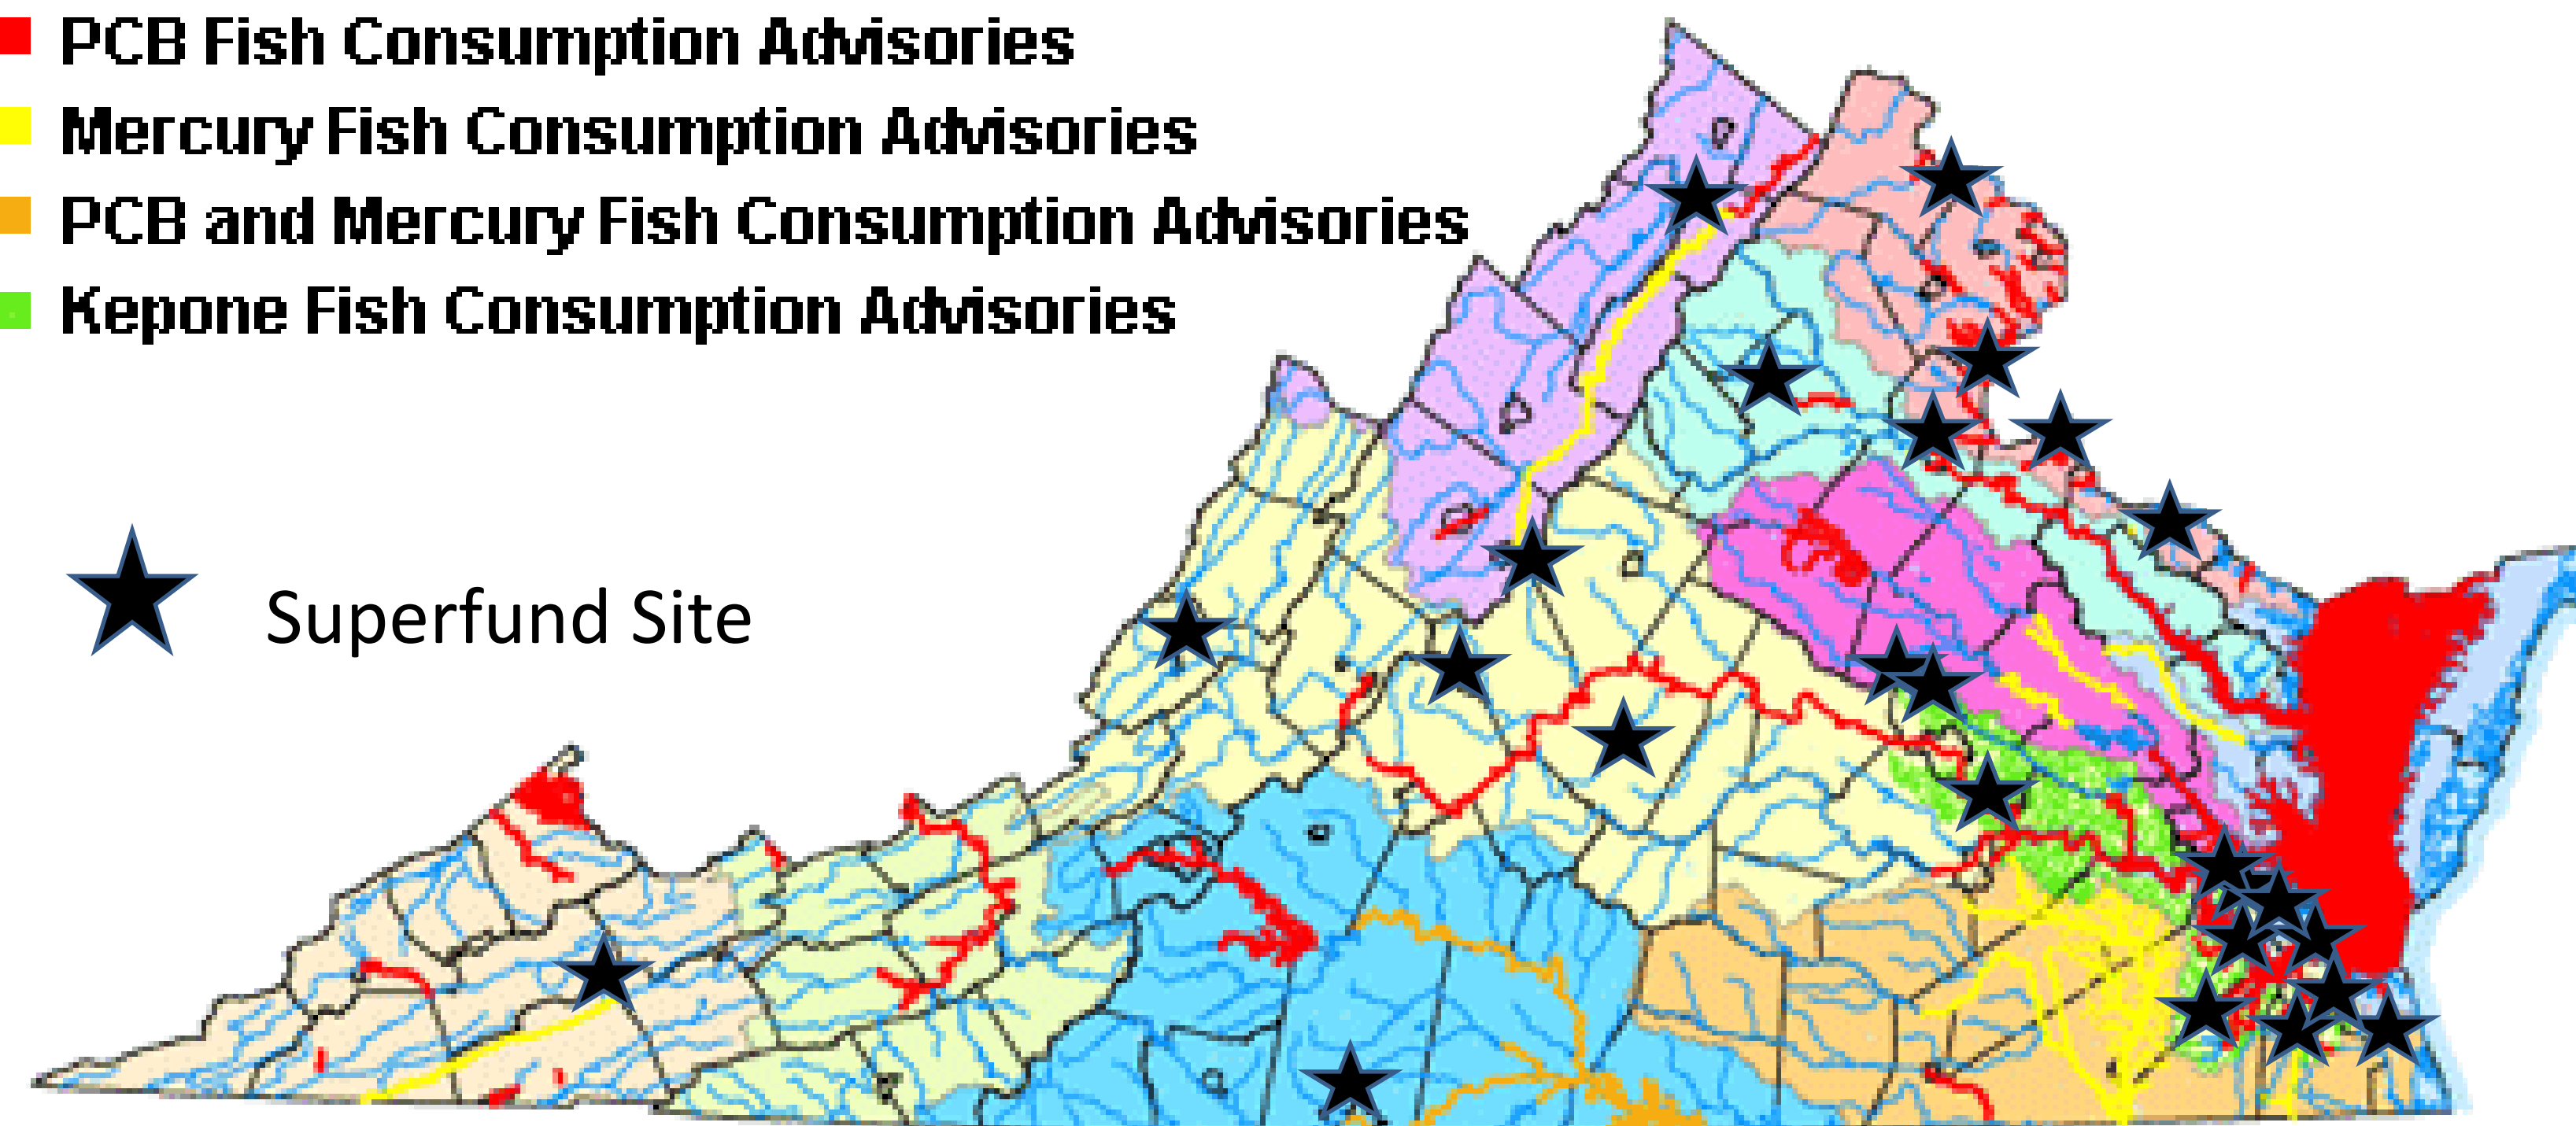 PCB Fish Consumption Advisories
Mercury Fish Consumption Advisories
PCB and Mercury Fish Consumption Advisories
Kepone Fish Consumption Advisories
Superfund Site